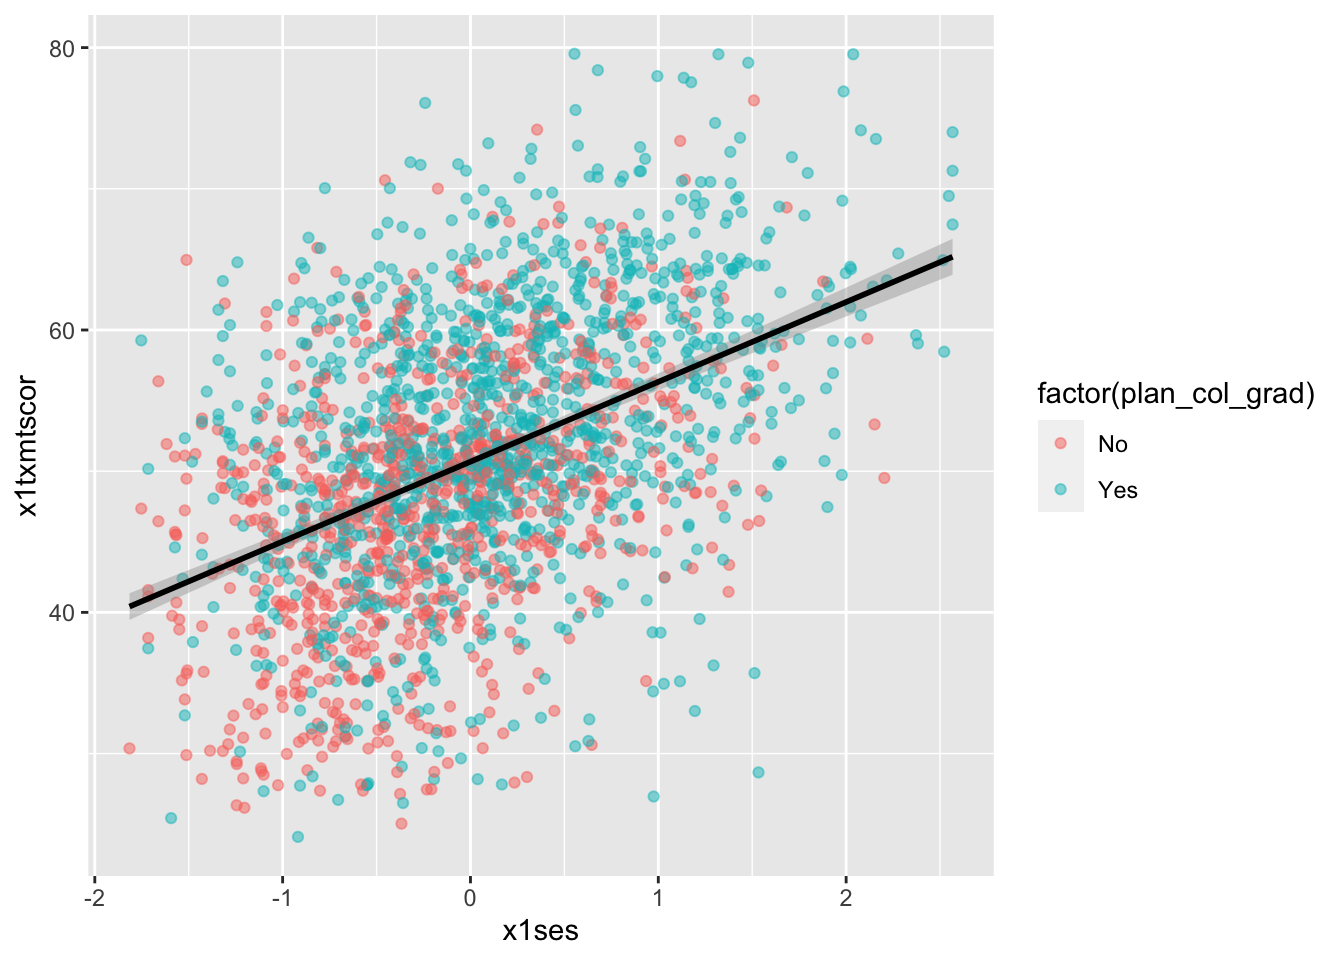 80
60
40
x1txmtscor
-2 -1 0 1 2
x1ses
factor(plan_col_grad)
No
Yes